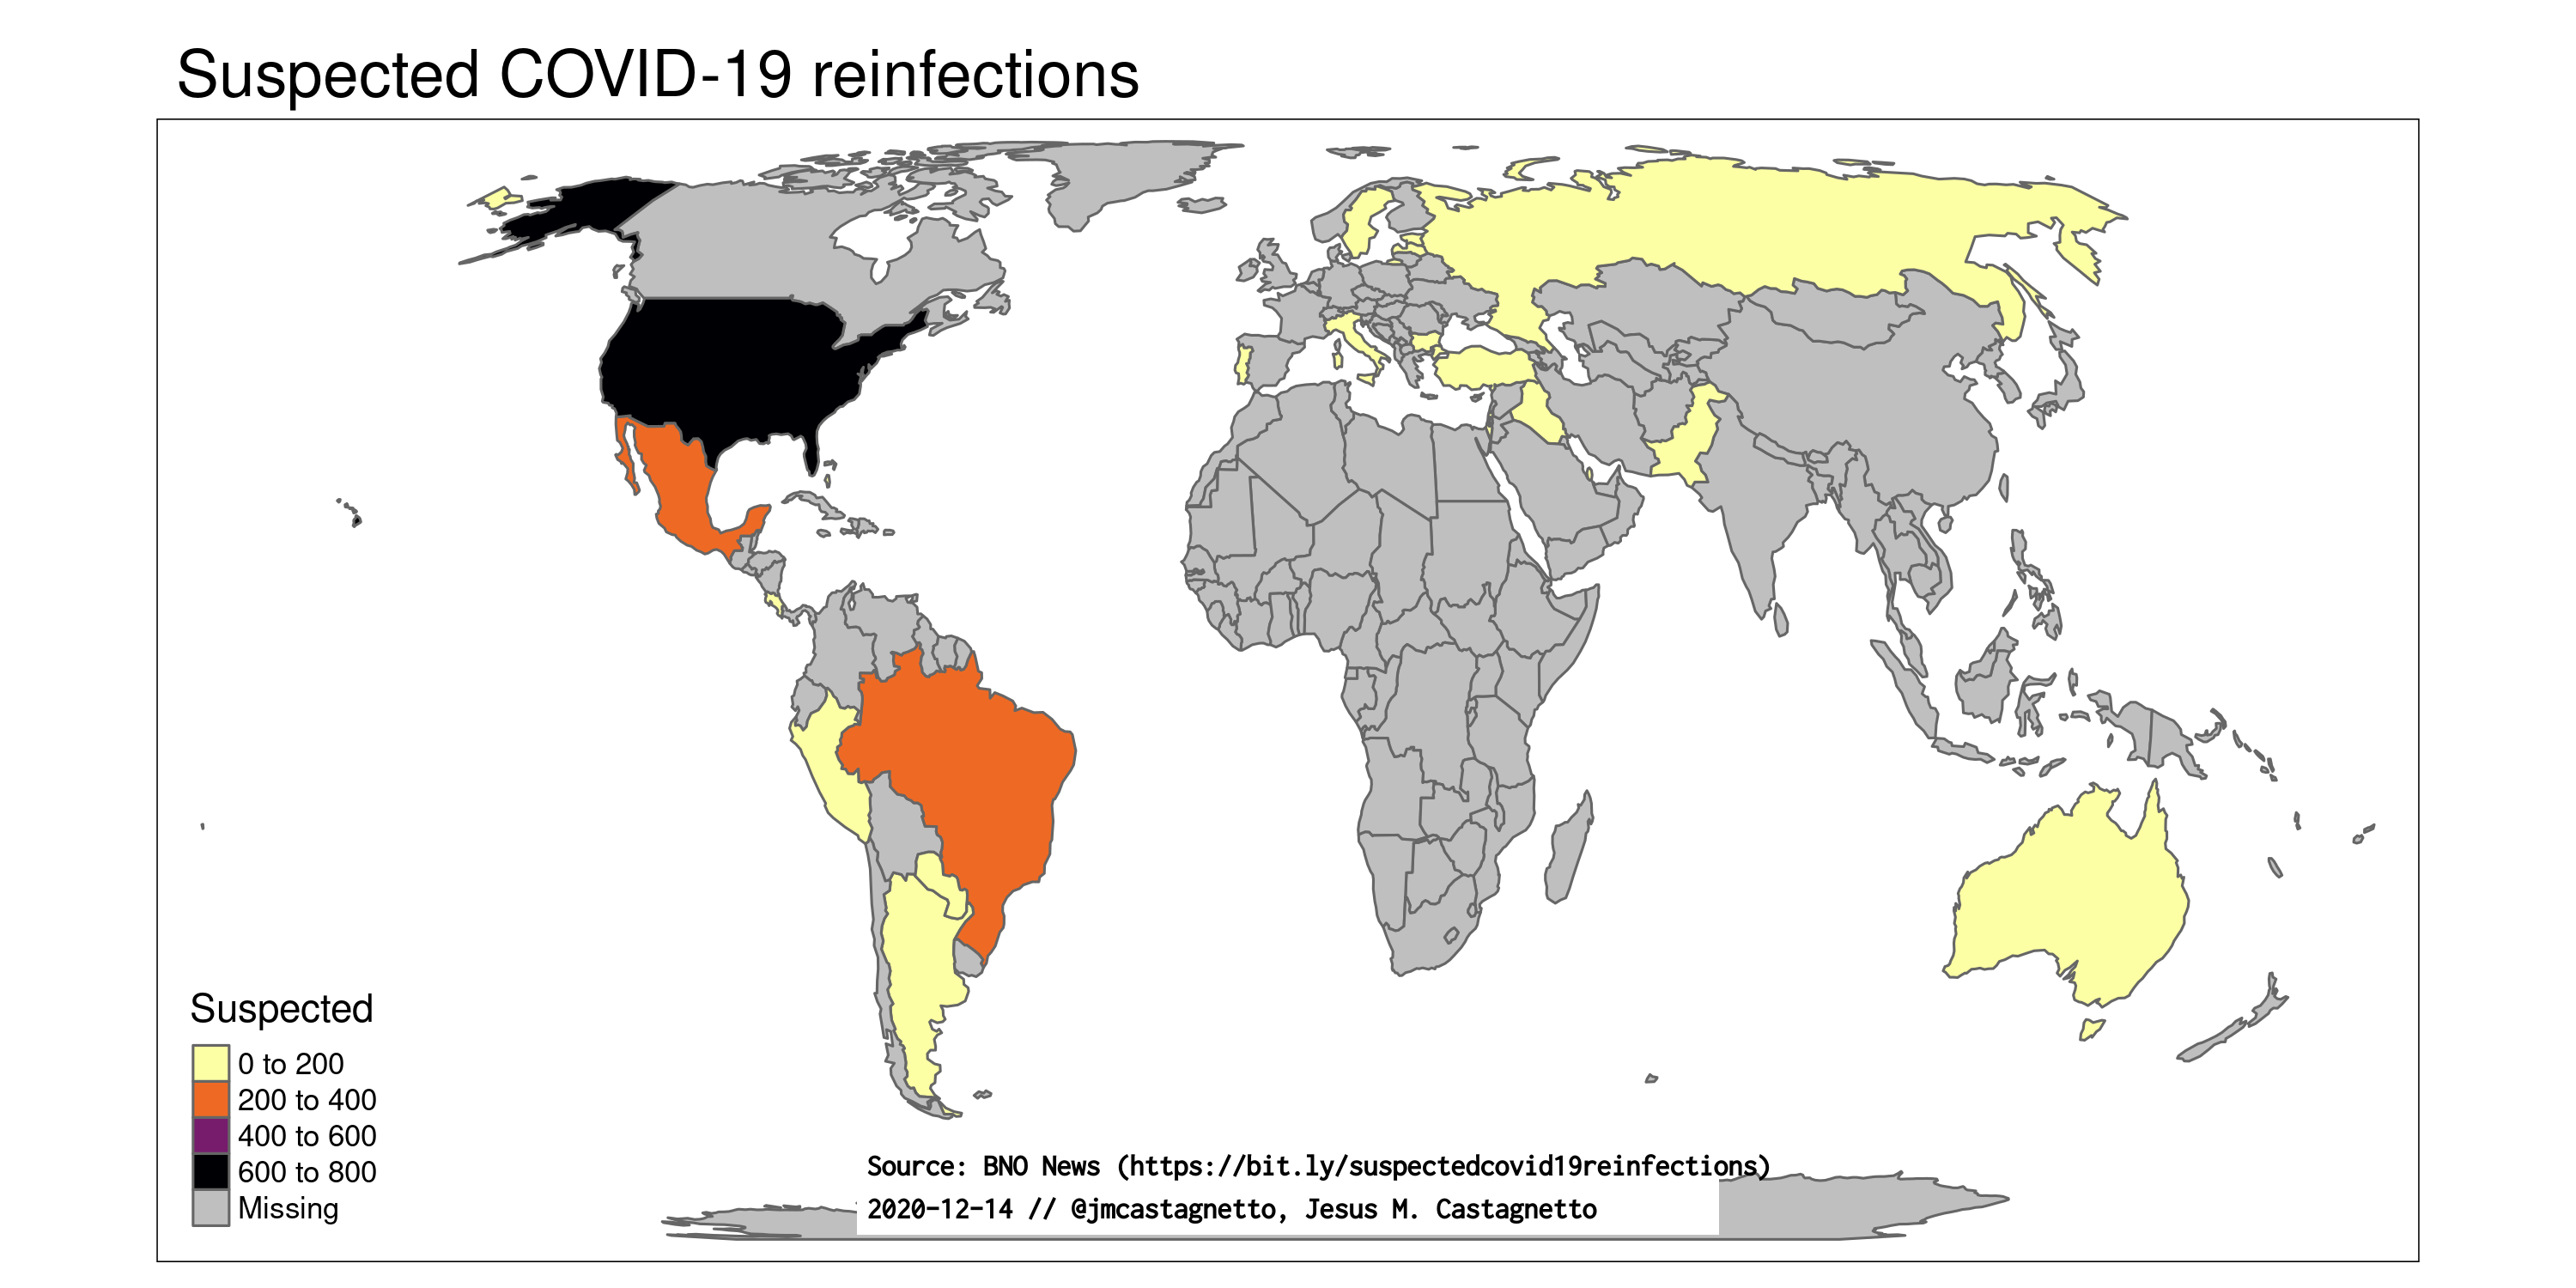 Suspected COVID-19 reinfections
Suspected
0 to 200
200 to 400
400 to 600
600 to 800
Missing
Source: BNO News (https://bit.ly/suspectedcovid19reinfections)
2020-12-14 // @jmcastagnetto, Jesus M. Castagnetto